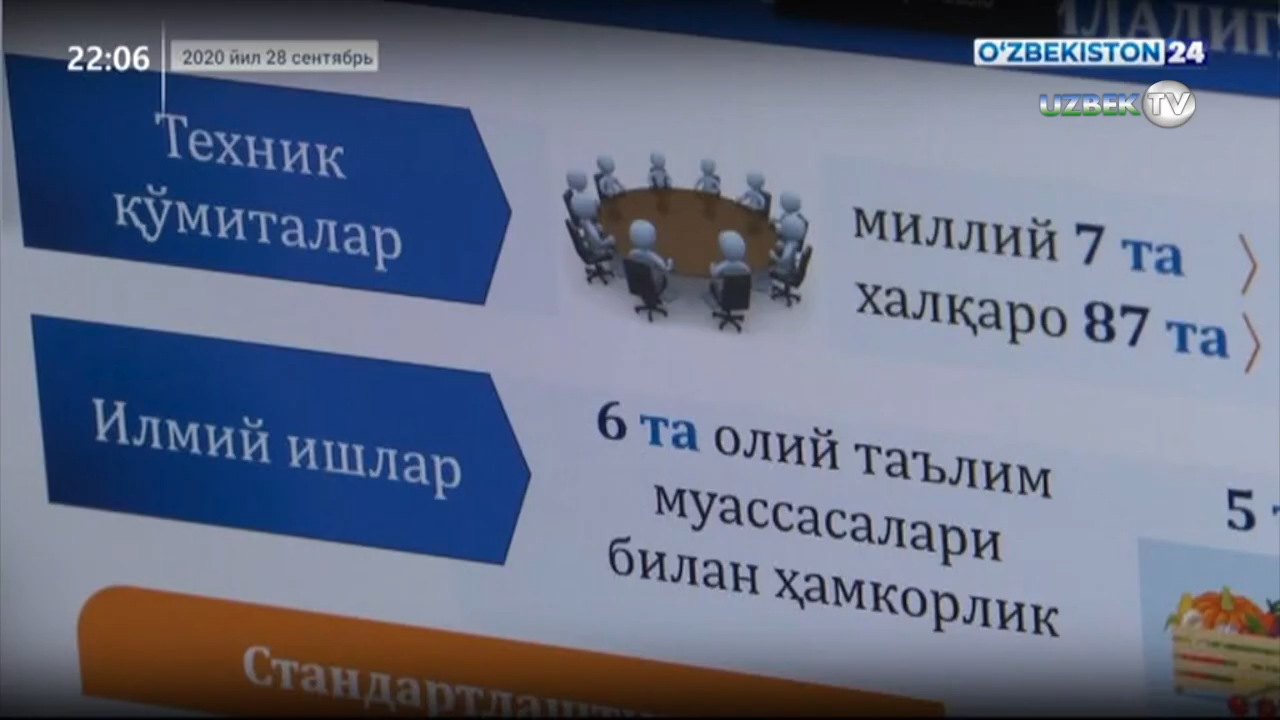 22:06
2020 йил 28 сентябрь
OʻZBEKISTON 24
UZBEK TV
Техник
қўмиталар
миллий 7 та
халқаро 87 та
Илмий ишлар
6 та олий таълим
муассасалари
билан ҳамкорлик
5